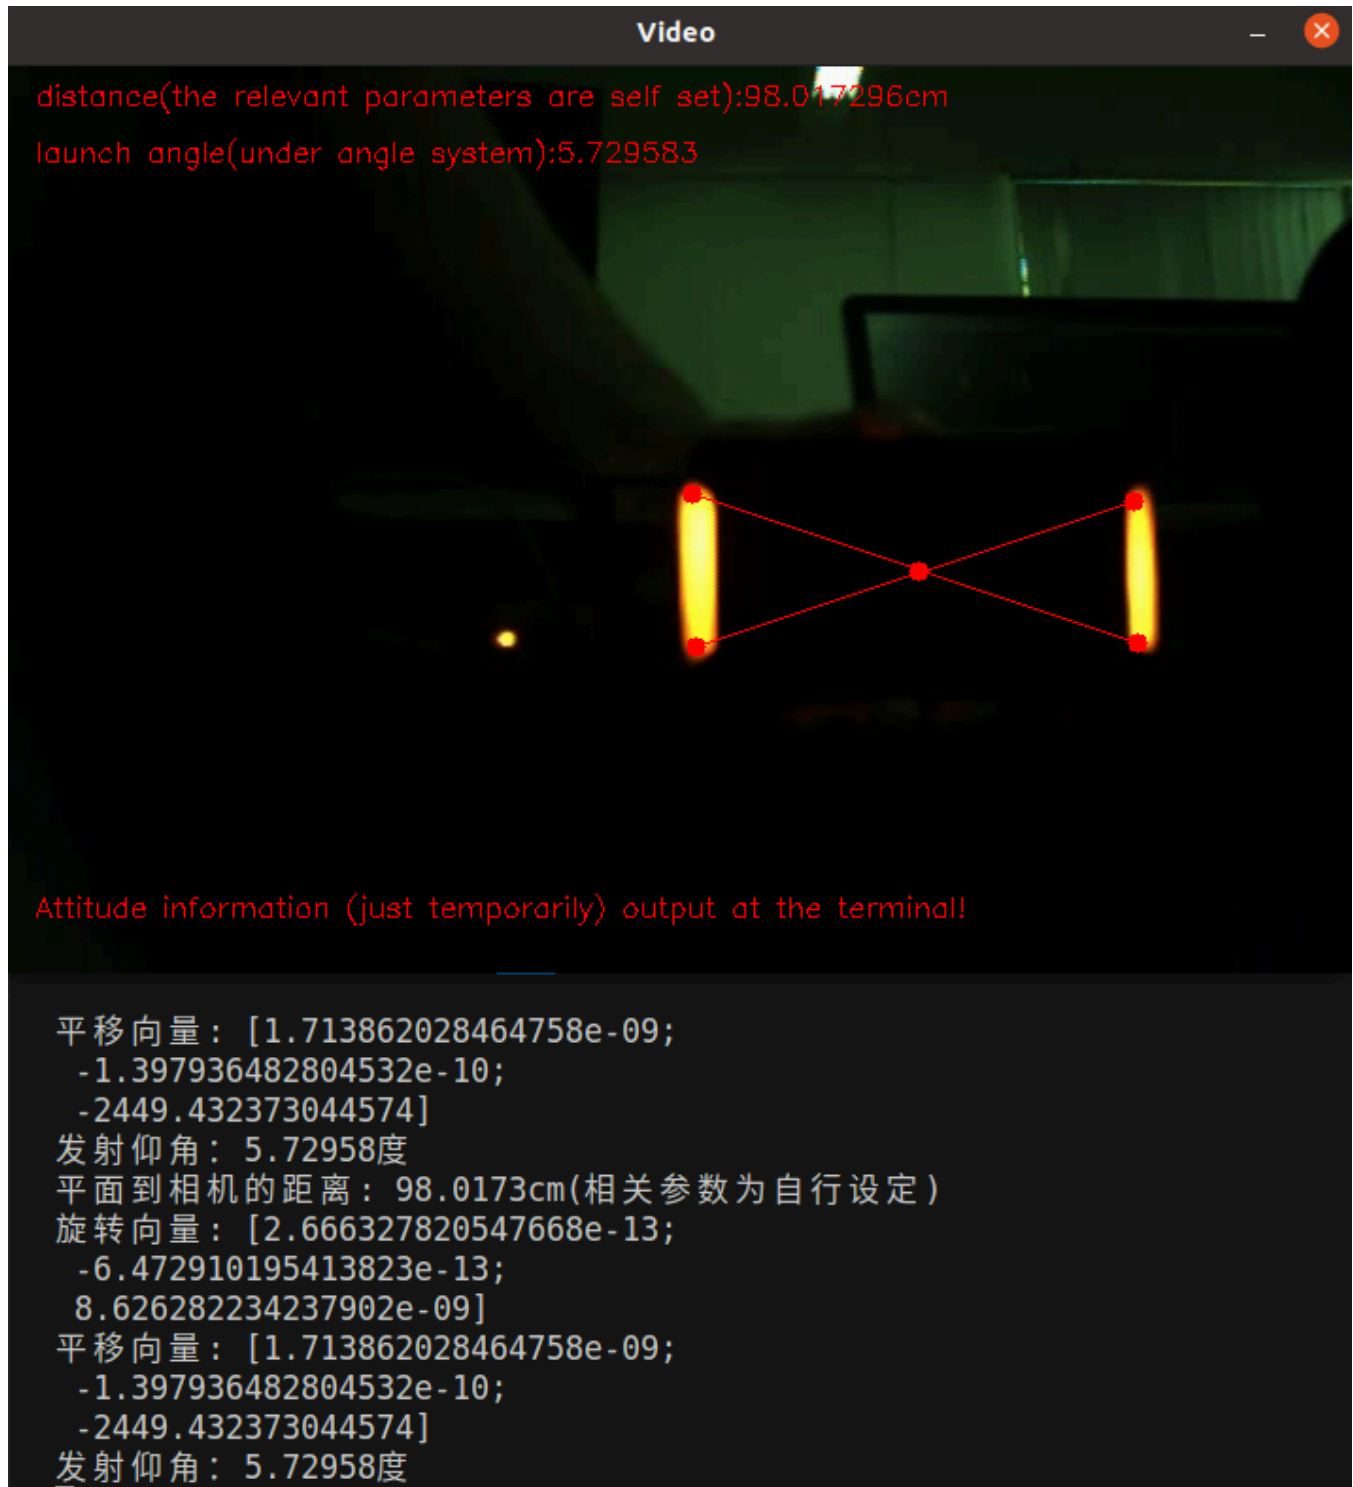 Video
distance(the relevant parameters are self set):98.017296cm
launch angle(under angle system):5.729583
Attitude information (just temporarily) output at the terminal!
平移向量: [1.713862028464758e-09;
-1.397936482804532e-10;
-2449.432373044574]
发射仰角: 5.72958度
平面到相机的距离: 98.0173cm(相关参数为自行设定)
旋转向量: [2.666327820547668e-13;
-6.472910195413823e-13;
8.626282234237902e-09]
平移向量: [1.713862028464758e-09;
-1.397936482804532e-10;
-2449.432373044574]
发射仰角: 5.72958度